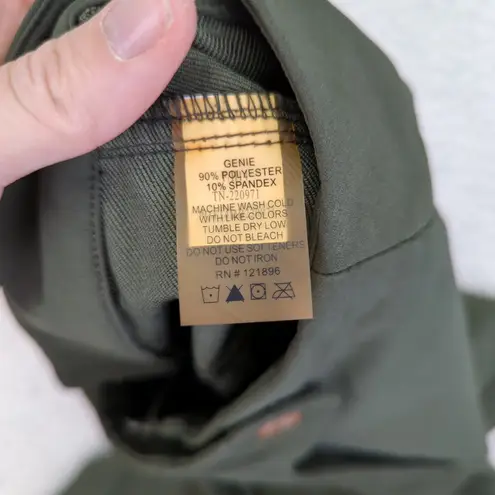 GENIE
90% POLYESTER
10% SPANDEX
TN-220971
MACHINE WASH COLD
WITH LIKE COLORS
TUMBLE DRY LOW
DO NOT BLEACH
DO NOT USE SOFTENERS
DO NOT IRON
RN # 121896